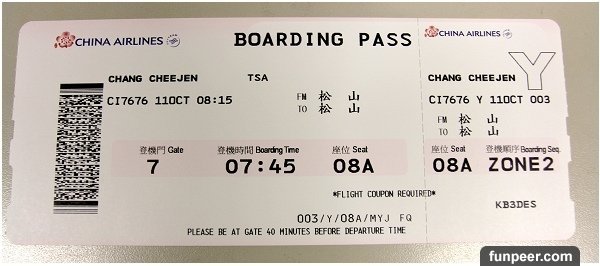 CHINA AIRLINES
BOARDING PASS
CHANG CHEEJEN TSA
CI7676 11OCT 08:15
FM 松 山
TO 松 山
登機門 Gate 登機時間 Boarding Time 座位 Seat
7 07:45 08A
*FLIGHT COUPON REQUIRED*
003/Y/08A/MYJ FQ
PLEASE BE AT GATE 40 MINUTES BEFORE DEPARTURE TIME
CHINA AIRLINES
CHANG CHEEJEN
Y
CI7676 Y 11OCT 003
FM 松 山
TO 松 山
座位 Seat 登機順序 Boarding Seq.
08A ZONE2
KB3DES
funpeer.com